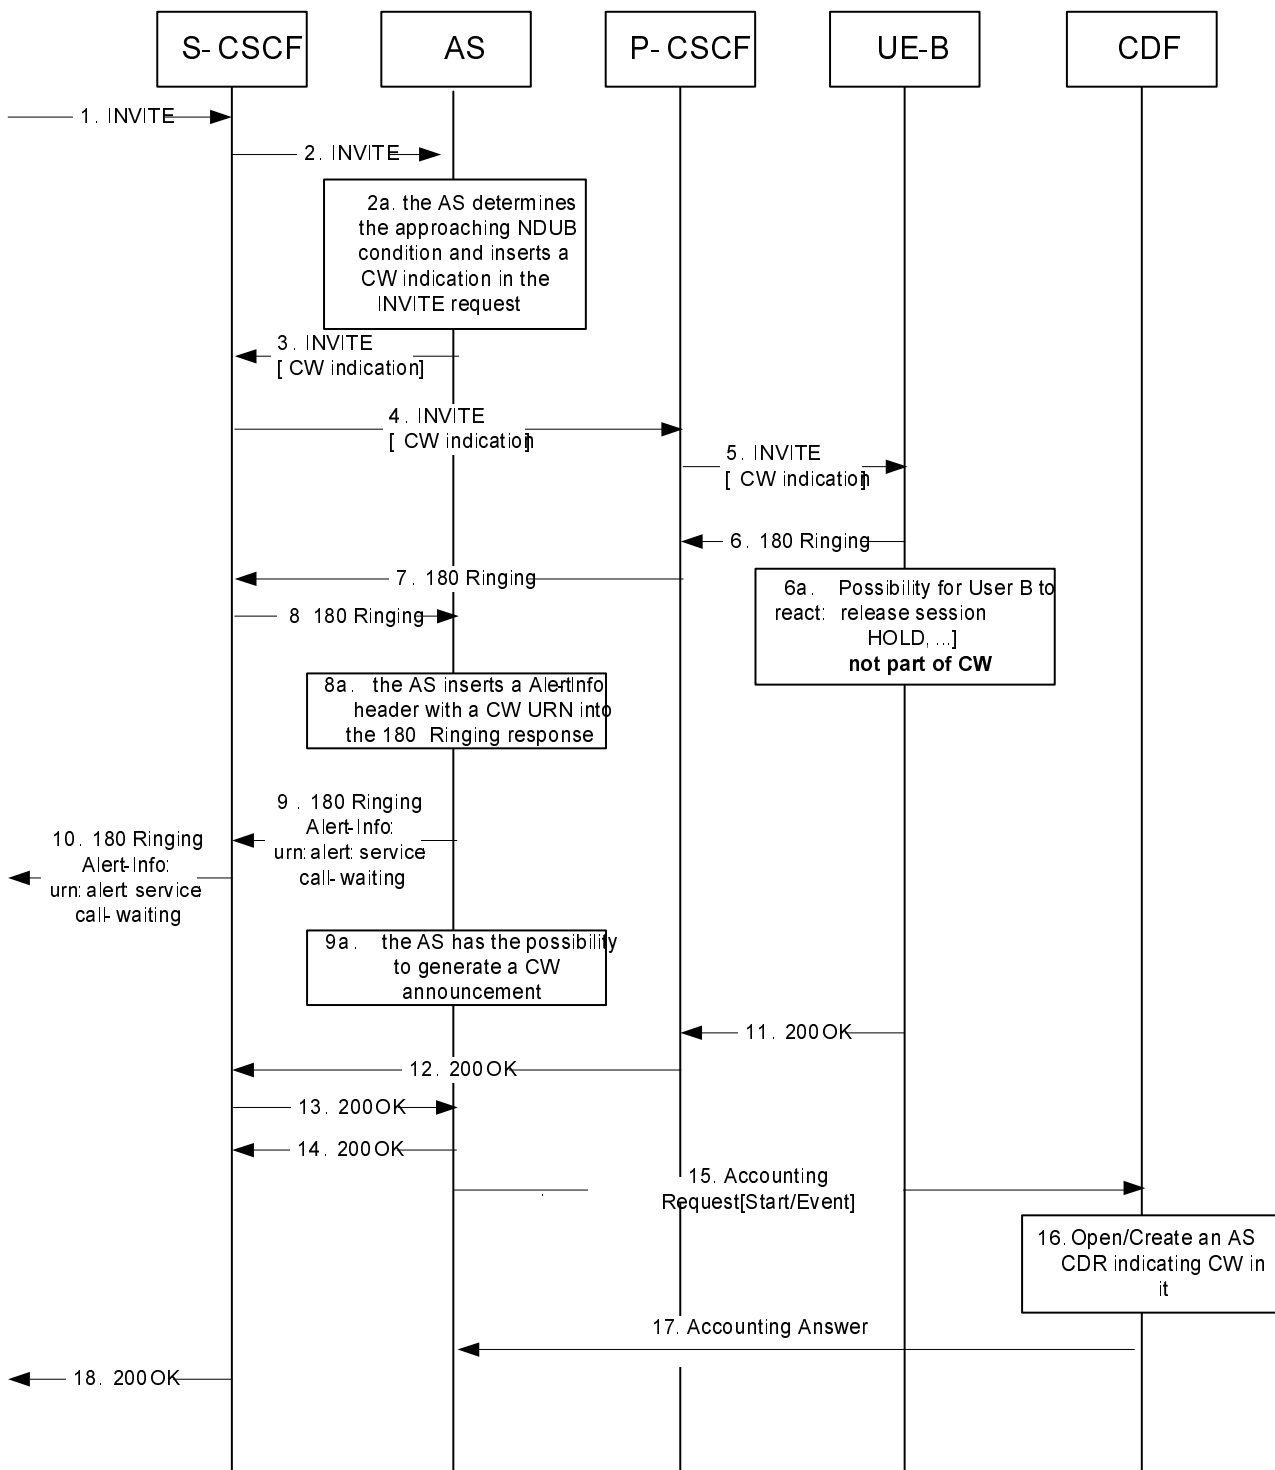 S-CSCF
AS
P-CSCF
UE-B
CDF
1. INVITE
2. INVITE
2a. the AS determines
the approaching NDUB
condition and inserts a
CW indication in the
INVITE request
3. INVITE
[ CW indication]
4. INVITE
[ CW indication]
5. INVITE
[ CW indication]
6. 180 Ringing
7. 180 Ringing
8 180 Ringing
6a. Possibility for User B to
react: release session
HOLD, ...]
not part of CW
8a. the AS inserts a Alert-Info
header with a CW URN into
the 180 Ringing response
9 . 180 Ringing
Alert-Info:
urn:alert: service
call-waiting
10. 180 Ringing
Alert-Info:
urn:alert: service
call-waiting
9a. the AS has the possibility
to generate a CW
announcement
11. 200 OK
12. 200 OK
13. 200 OK
14. 200 OK
15. Accounting
Request[Start/Event]
16. Open/Create an AS
CDR indicating CW in
it
17. Accounting Answer
18. 200 OK